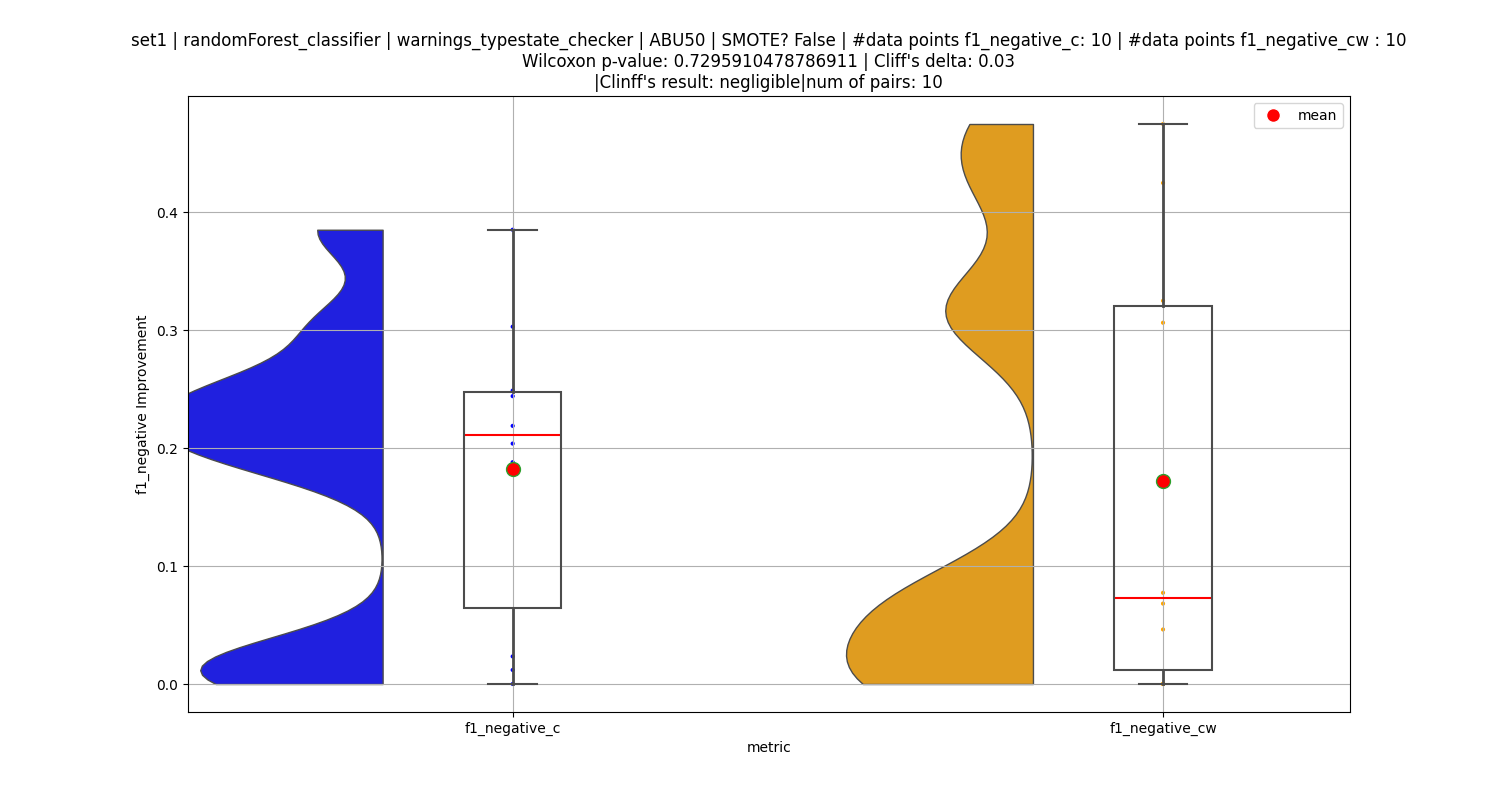 set1 | randomForest_classifier | warnings_typestate_checker | ABU50 | SMOTE? False | #data points f1_negative_c: 10 | #data points f1_negative_cw : 10
Wilcoxon p-value: 0.7295910478786911 | Cliff's delta: 0.03
|Clinff's result: negligible|num of pairs: 10
mean
f1_negative Improvement
0.4
0.3
0.2
0.1
0.0
f1_negative_c
f1_negative_cw
metric